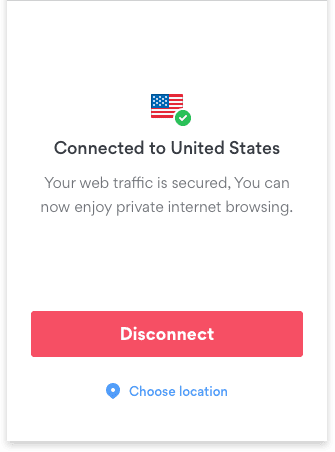 Connected to United States
Your web traffic is secured, You can
now enjoy private internet browsing.
Disconnect
Choose location